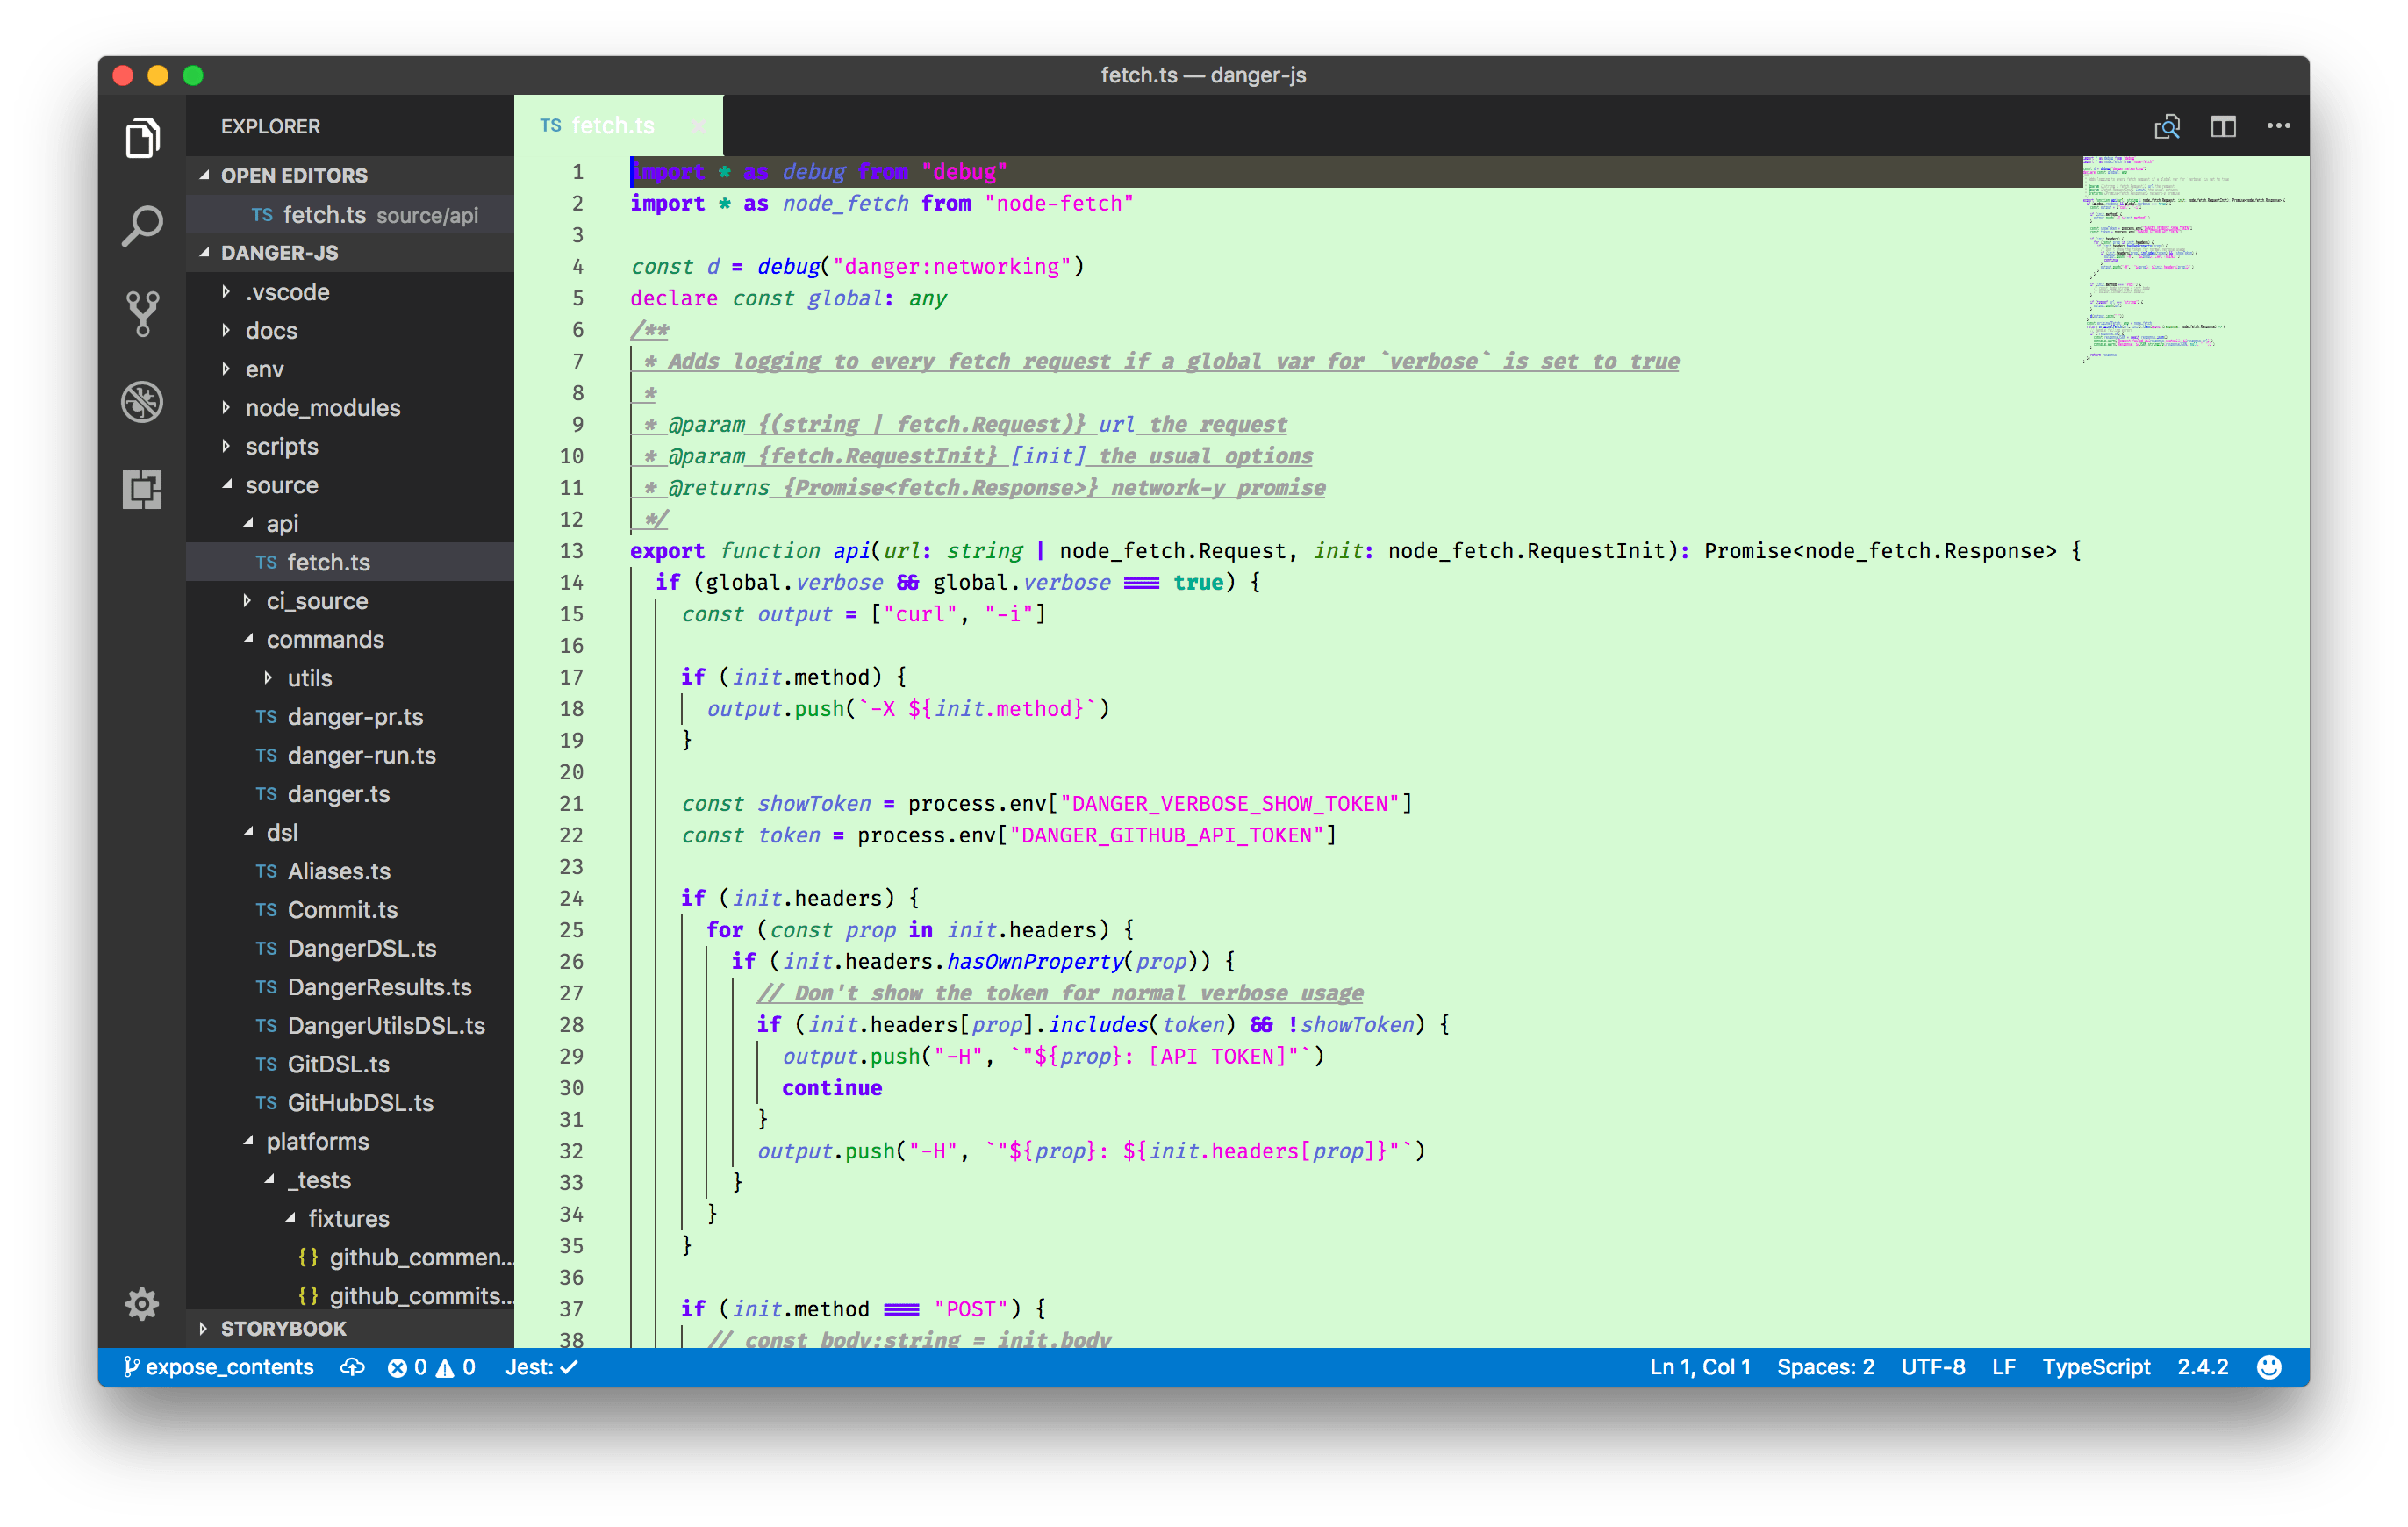 fetch.ts — danger-js
EXPLORER
OPEN EDITORS
TS fetch.ts source/api
DANGER-JS
.vscode
docs
env
node_modules
scripts
source
api
TS fetch.ts
ci_source
commands
utils
TS danger-pr.ts
TS danger-run.ts
TS danger.ts
dsl
TS Aliases.ts
TS Commit.ts
TS DangerDSL.ts
TS DangerResults.ts
TS DangerUtilsDSL.ts
TS GitDSL.ts
TS GitHubDSL.ts
platforms
_tests
fixtures
{} github_commen...
{} github_commits...
STORYBOOK
TS fetch.ts
1 import * as debug from "debug"
2 import * as node_fetch from "node-fetch"
3
4 const d = debug("danger:networking")
5 declare const global: any
6 /**
7 * Adds logging to every fetch request if a global var for `verbose` is set to true
8 *
9 * @param {(string | fetch.Request)} url the request
10 * @param {fetch.RequestInit} [init] the usual options
11 * @returns {Promise<fetch.Response>} network-y promise
12 */
13 export function api(url: string | node_fetch.Request, init: node_fetch.RequestInit): Promise<node_fetch.Response> {
14 if (global.verbose && global.verbose === true) {
15 const output = ["curl", "-i"]
16
17 if (init.method) {
18 output.push(`-X ${init.method}`)
19 }
20
21 const showToken = process.env["DANGER_VERBOSE_SHOW_TOKEN"]
22 const token = process.env["DANGER_GITHUB_API_TOKEN"]
23
24 if (init.headers) {
25 for (const prop in init.headers) {
26 if (init.headers.hasOwnProperty(prop)) {
27 // Don't show the token for normal verbose usage
28 if (init.headers[prop].includes(token) && !showToken) {
29 output.push("-H", `"${prop}: [API TOKEN]"`)
30 continue
31 }
32 output.push("-H", `"${prop}: ${init.headers[prop]}"`)
33 }
34 }
35 }
36
37 if (init.method === "POST") {
38 // const body:string = init.body
expose_contents 0 0 Jest: ✓ Ln 1, Col 1 Spaces: 2 UTF-8 LF TypeScript 2.4.2